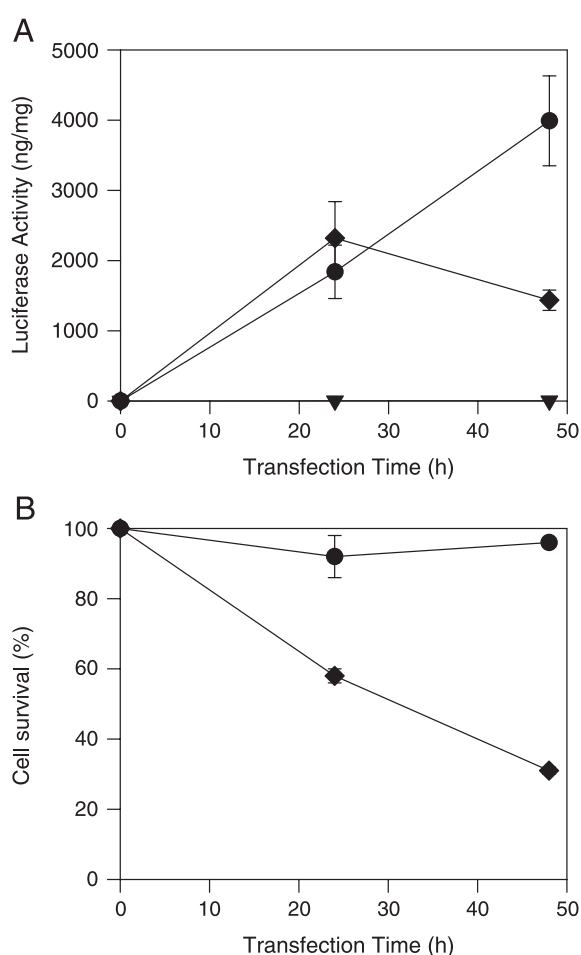 A
5000
4000
3000
2000
1000
0
Luciferase Activity (ng/mg)
0 10 20 30 40 50
Transfection Time (h)
B
100
80
60
40
20
0
Cell survival (%)
0 10 20 30 40 50
Transfection Time (h)